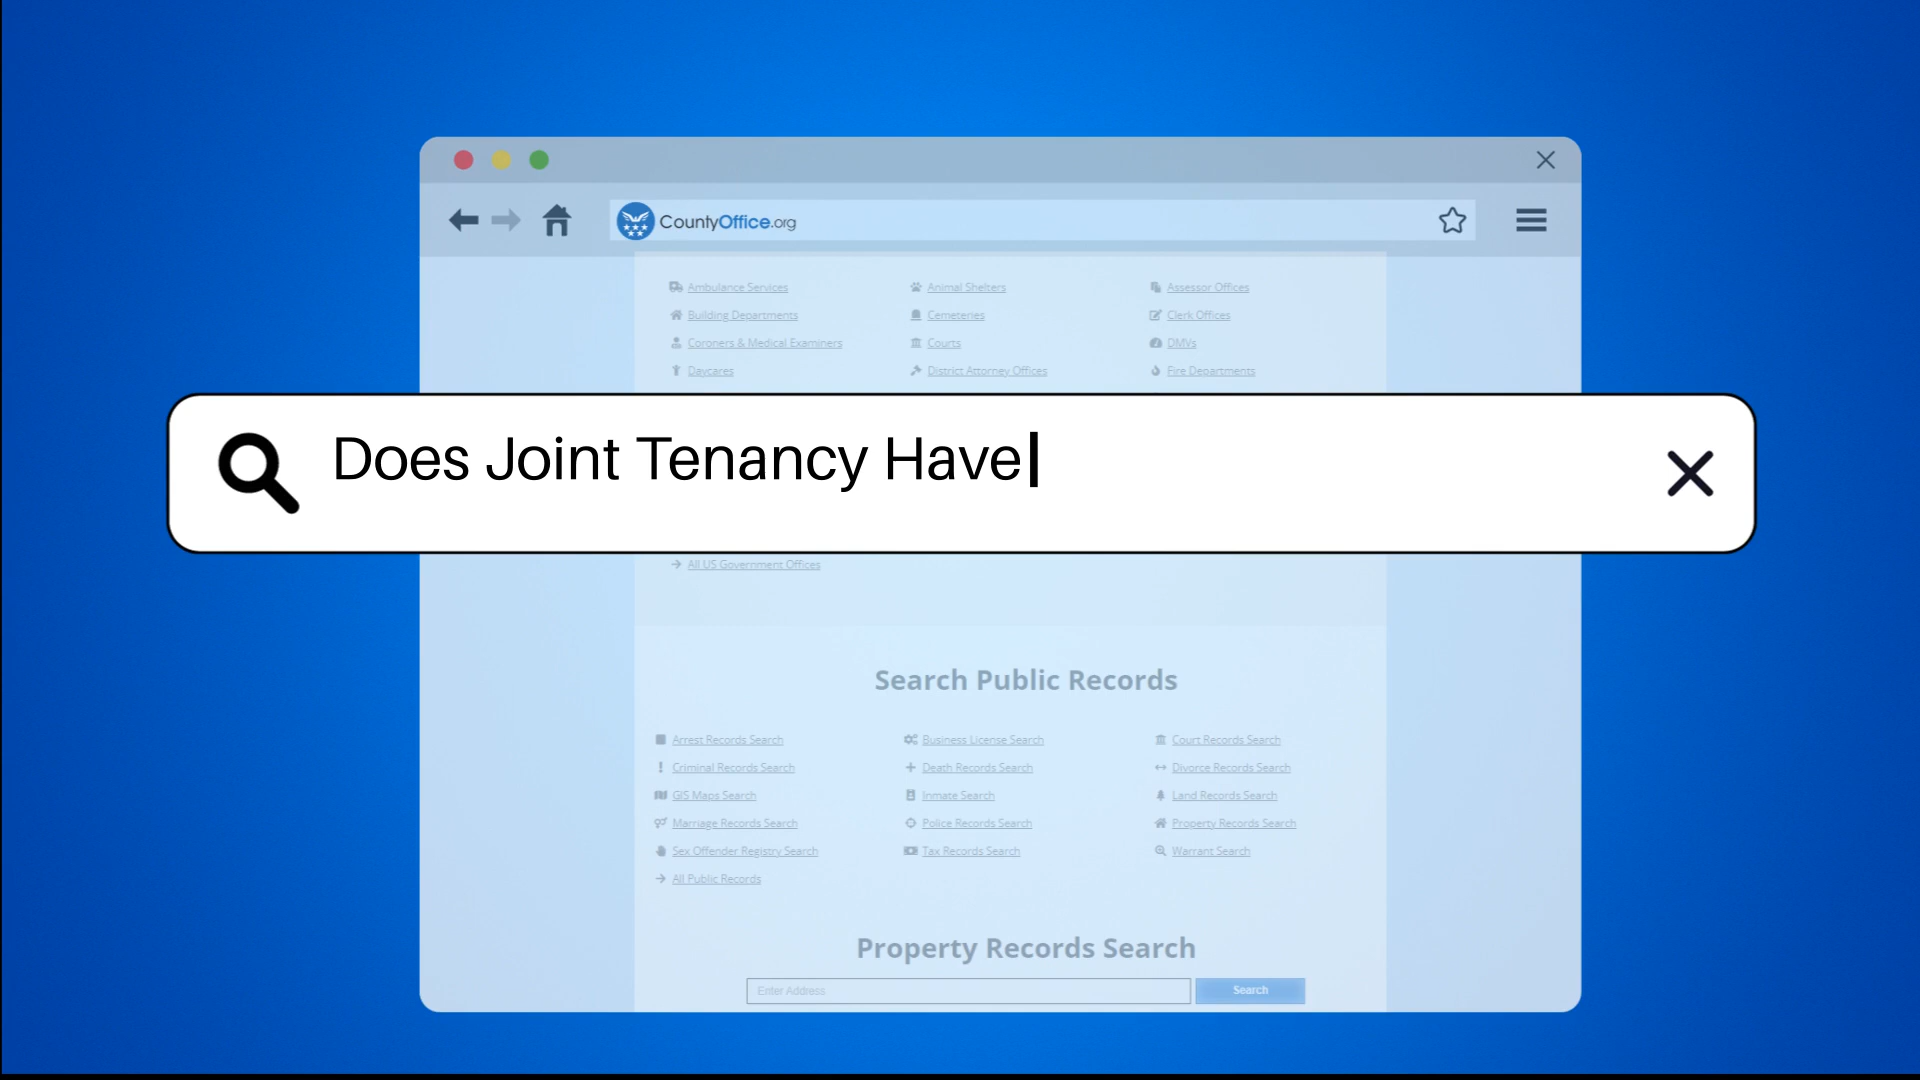 CountyOffice.org
Ambulance Services Animal Shelters Assessor Offices
Building Departments Cemeteries Clerk Offices
Coroners & Medical Examiners Courts DMVs
Daycares District Attorney Offices Fire Departments
Does Joint Tenancy Have
All US Government Offices
Search Public Records
Arrest Records Search Business License Search Court Records Search
Criminal Records Search Death Records Search Divorce Records Search
GIS Maps Search Inmate Search Land Records Search
Marriage Records Search Police Records Search Property Records Search
Sex Offender Registry Search Tax Records Search Warrant Search
All Public Records
Property Records Search
Enter Address Search